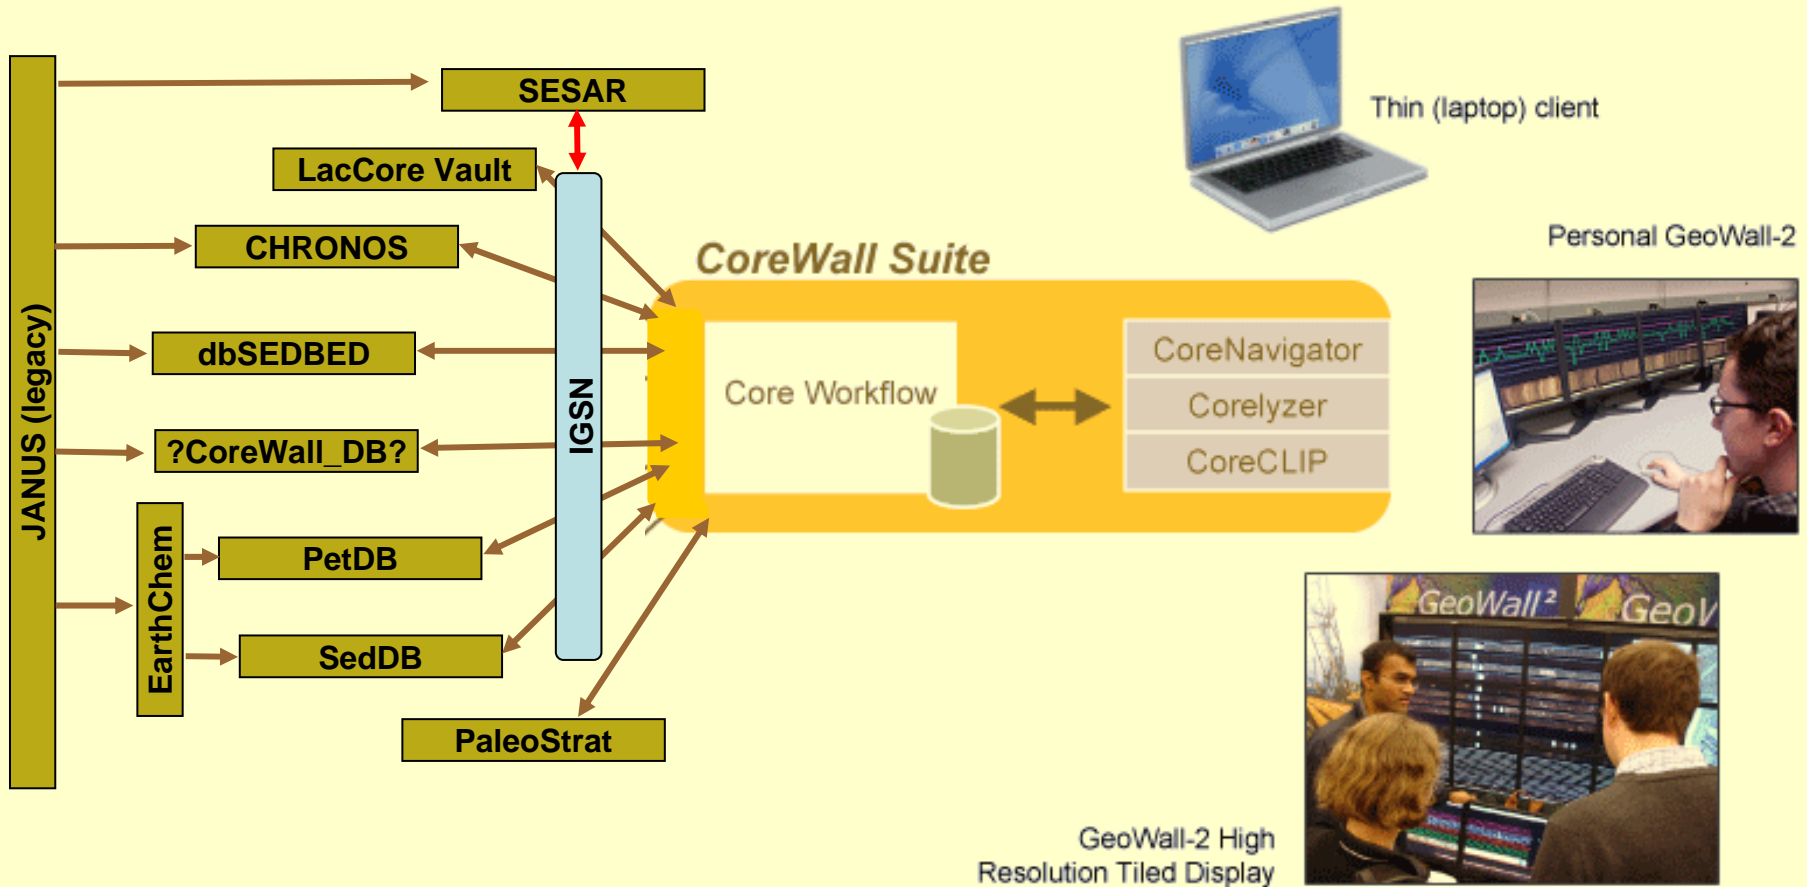 JANUS (legacy)
SESAR
LacCore Vault
CHRONOS
dbSEDBED
?CoreWall_DB?
EarthChem
PetDB
SedDB
PaleoStrat
IGSN
CoreWall Suite
Core Workflow
CoreNavigator
Corelyzer
CoreCLIP
Thin (laptop) client
Personal GeoWall-2
GeoWall²
GeoW
GeoWall-2 High
Resolution Tiled Display